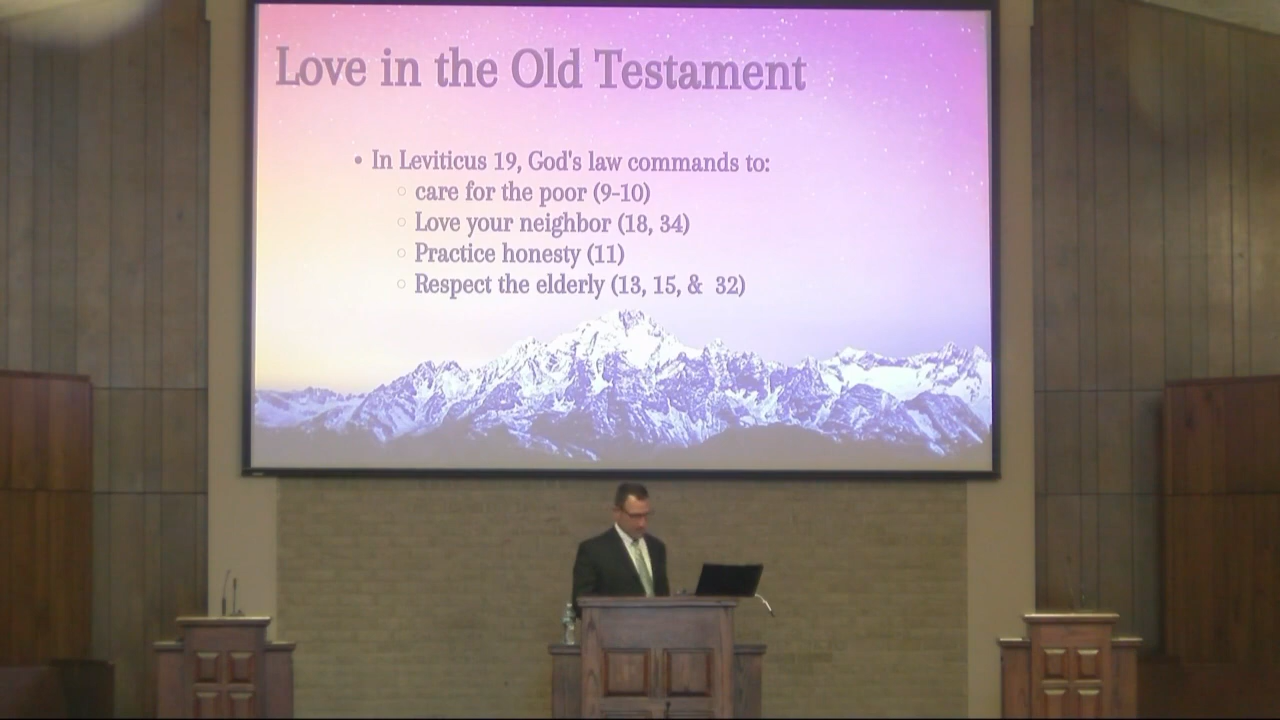 Love in the Old Testament
• In Leviticus 19, God's law commands to:
○ care for the poor (9-10)
○ Love your neighbor (18, 34)
○ Practice honesty (11)
○ Respect the elderly (13, 15, & 32)